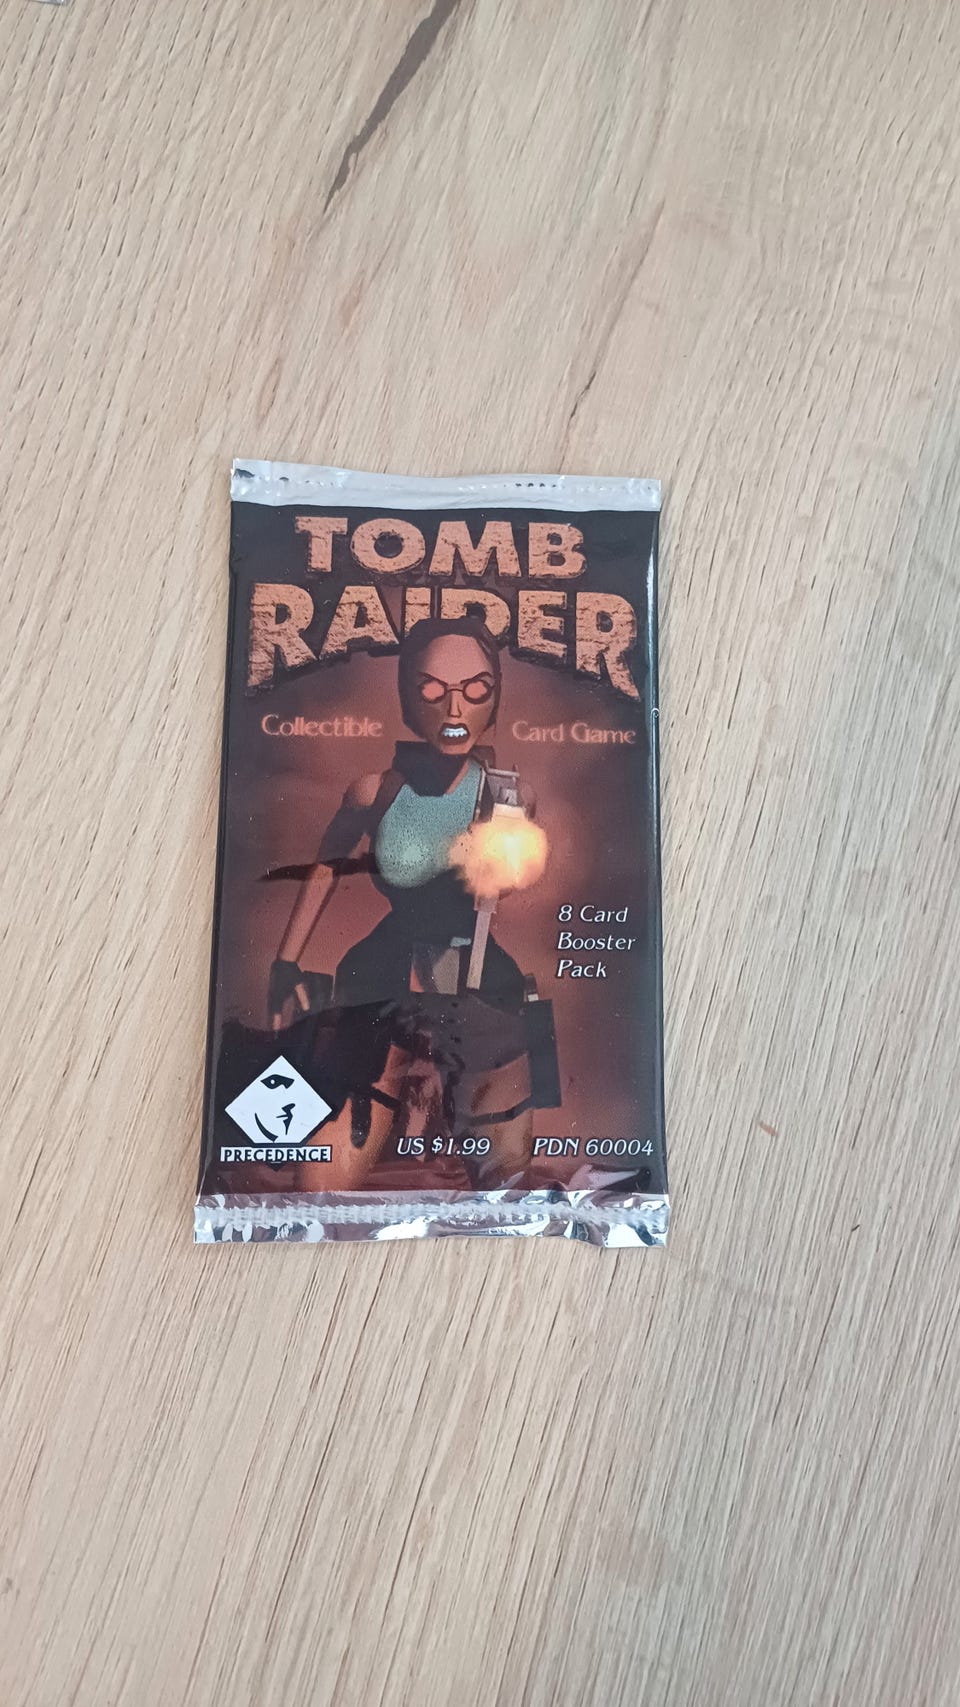 TOMB
RAIDER
Collectible Card Game
8 Card
Booster
Pack
PRECEDENCE
US $1.99 PDN 60004